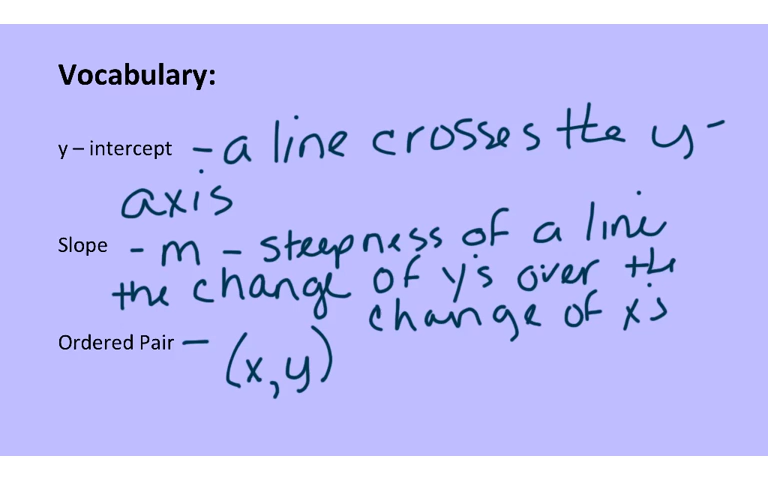 Vocabulary:
y – intercept - a line crosses the y-
axis
Slope - m - steepness of a line
the change of y's over the
change of x's
Ordered Pair - (x,y)